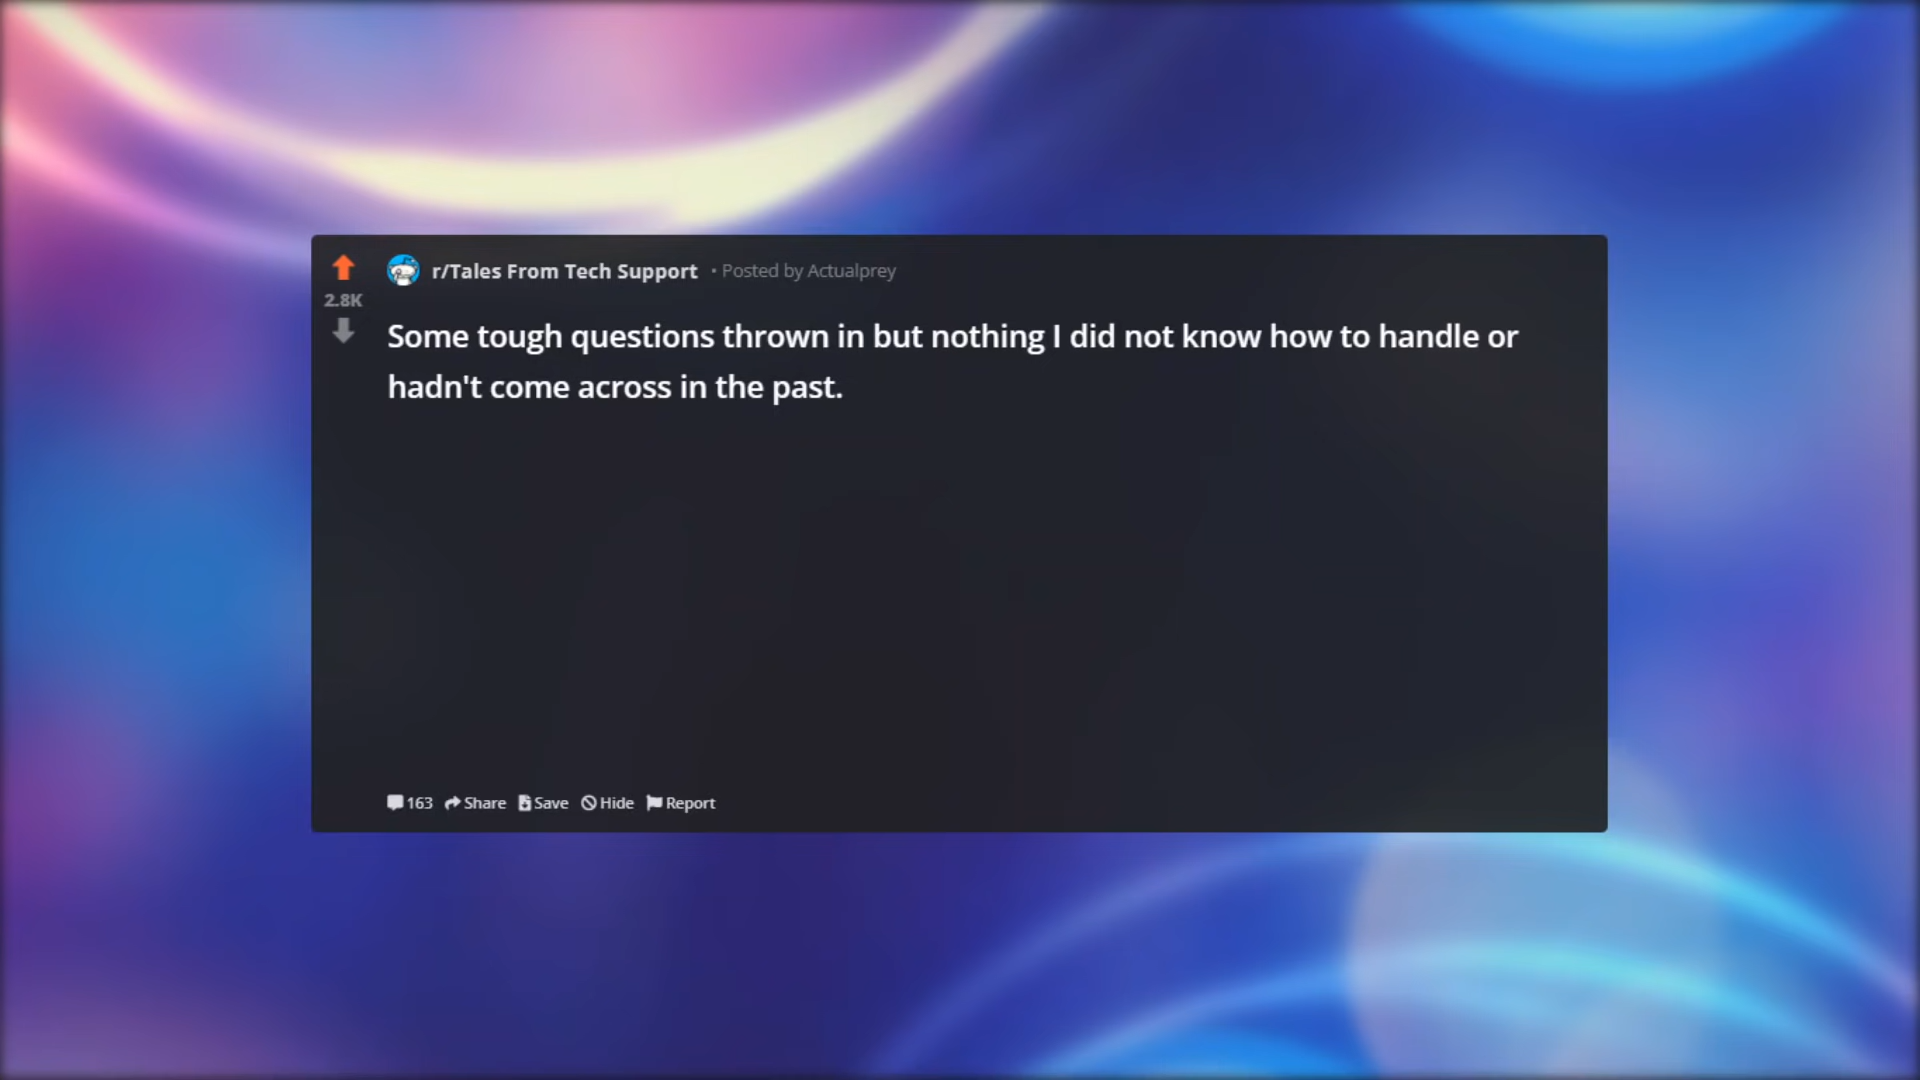 r/Tales From Tech Support • Posted by Actualprey
2.8K
Some tough questions thrown in but nothing I did not know how to handle or
hadn't come across in the past.
163 Share Save Hide Report